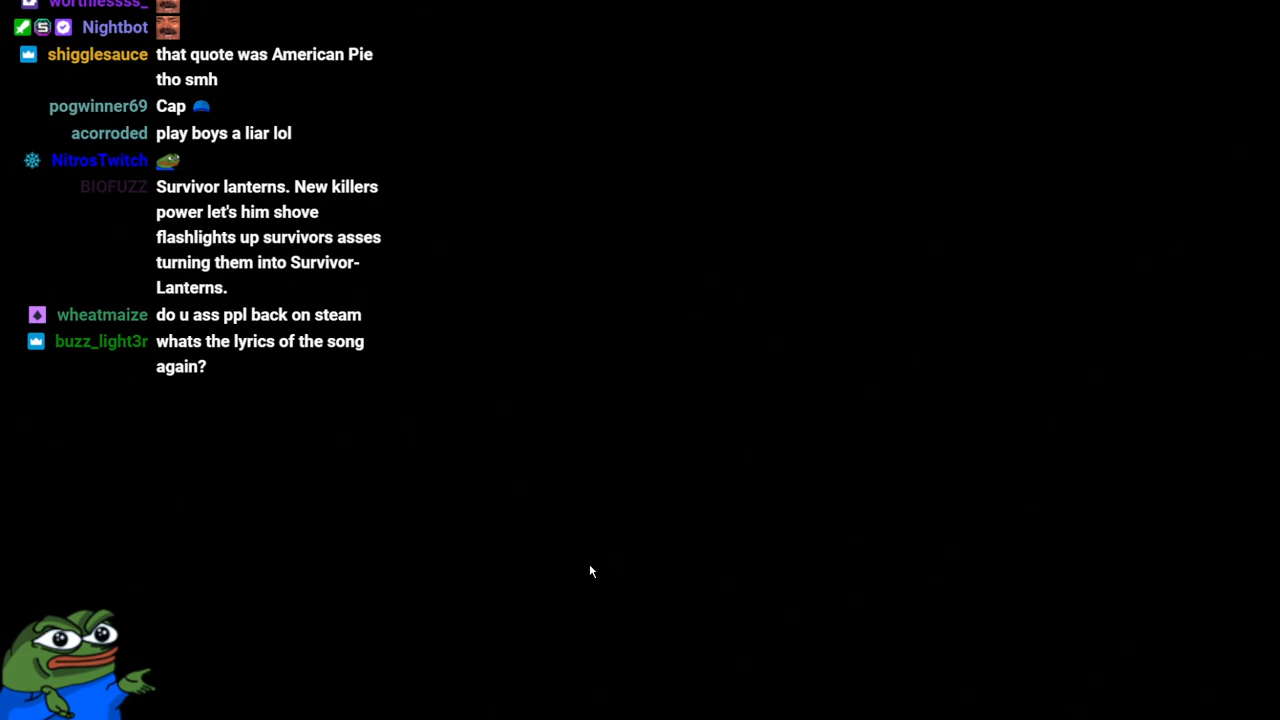 worthlessss_
Nightbot
shigglesauce that quote was American Pie
tho smh
pogwinner69 Cap
acorroded play boys a liar lol
NitrosTwitch
BIOFUZZ Survivor lanterns. New killers
power let's him shove
flashlights up survivors asses
turning them into Survivor-
Lanterns.
wheatmaize do u ass ppl back on steam
buzz_light3r whats the lyrics of the song
again?